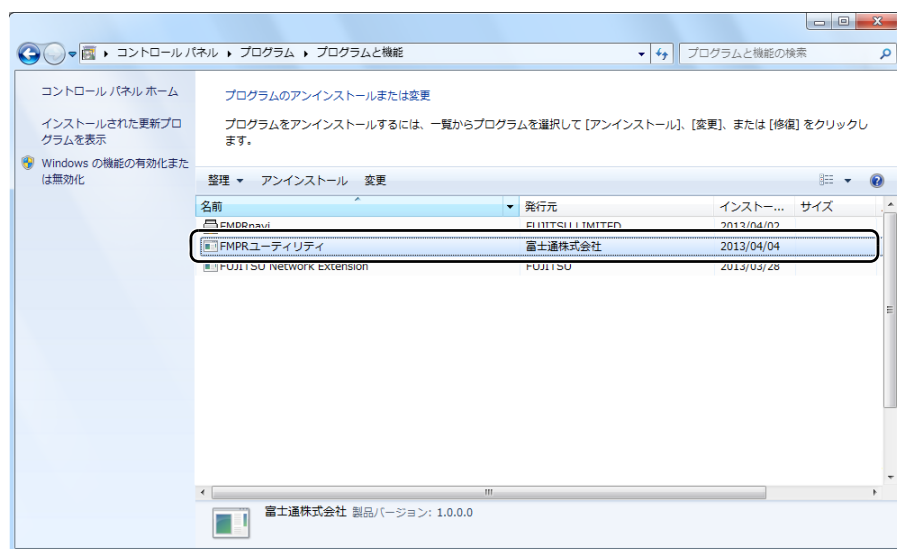 コントロール パネル ▸ プログラム ▸ プログラムと機能
プログラムと機能の検索
コントロール パネル ホーム
インストールされた更新プロ
グラムを表示
Windows の機能の有効化また
は無効化
プログラムのアンインストールまたは変更
プログラムをアンインストールするには、一覧からプログラムを選択して [アンインストール]、[変更]、または [修復] をクリックし
ます。
整理 アンインストール 変更
名前 発行元 インストー... サイズ
FMPRnavi FUJITSU LIMITED 2013/04/02
FMPRユーティリティ 富士通株式会社 2013/04/04
FUJITSU Network Extension FUJITSU 2013/03/28
富士通株式会社 製品バージョン: 1.0.0.0